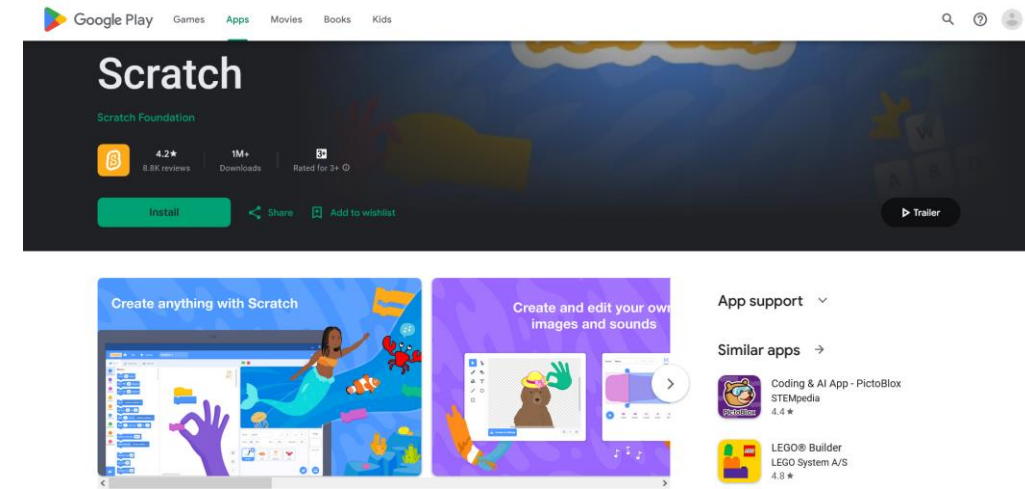 Google Play Games Apps Movies Books Kids
Scratch
Scratch Foundation
4.2★ 1M+ 3+
8.8K reviews Downloads Rated for 3+
Install Share Add to wishlist Trailer
Create anything with Scratch
Create and edit your own
images and sounds
App support
Similar apps
Coding & AI App - PictoBlox
STEMpedia
4.4★
PictoBlox
LEGO® Builder
LEGO System A/S
4.8★
W
A S D